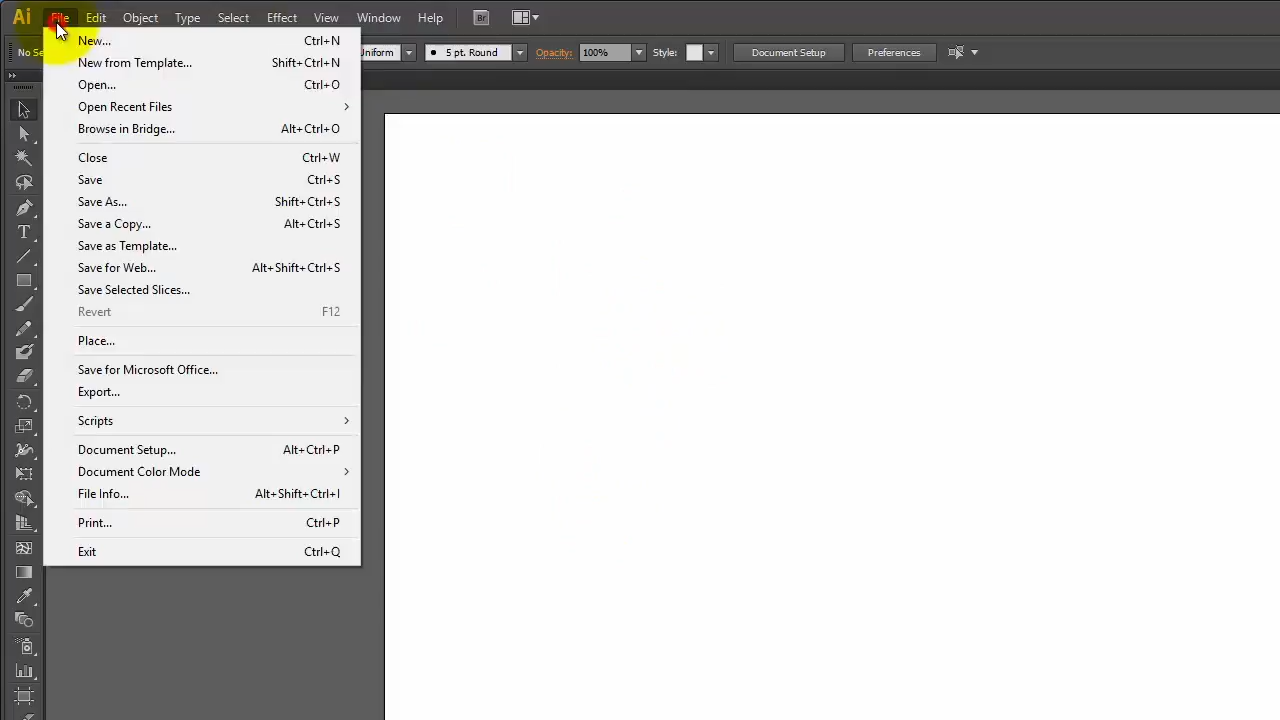 Ai File Edit Object Type Select Effect View Window Help Br
No Se Uniform 5 pt. Round Opacity: 100% Style: Document Setup Preferences
New... Ctrl+N
New from Template... Shift+Ctrl+N
Open... Ctrl+O
Open Recent Files
Browse in Bridge... Alt+Ctrl+O
Close Ctrl+W
Save Ctrl+S
Save As... Shift+Ctrl+S
Save a Copy... Alt+Ctrl+S
Save as Template...
Save for Web... Alt+Shift+Ctrl+S
Save Selected Slices...
Revert F12
Place...
Save for Microsoft Office...
Export...
Scripts
Document Setup... Alt+Ctrl+P
Document Color Mode
File Info... Alt+Shift+Ctrl+I
Print... Ctrl+P
Exit Ctrl+Q